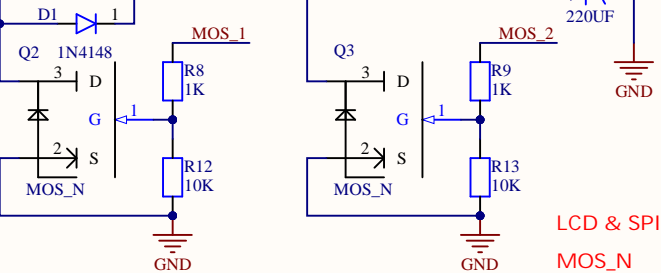 D1
1
1N4148
220UF
Q2
MOS_1
Q3
MOS_2
3
D
R8
1K
3
D
R9
1K
GND
G
1
G
1
2
S
R12
10K
2
S
R13
10K
MOS_N
MOS_N
GND
GND
LCD & SPI
MOS_N